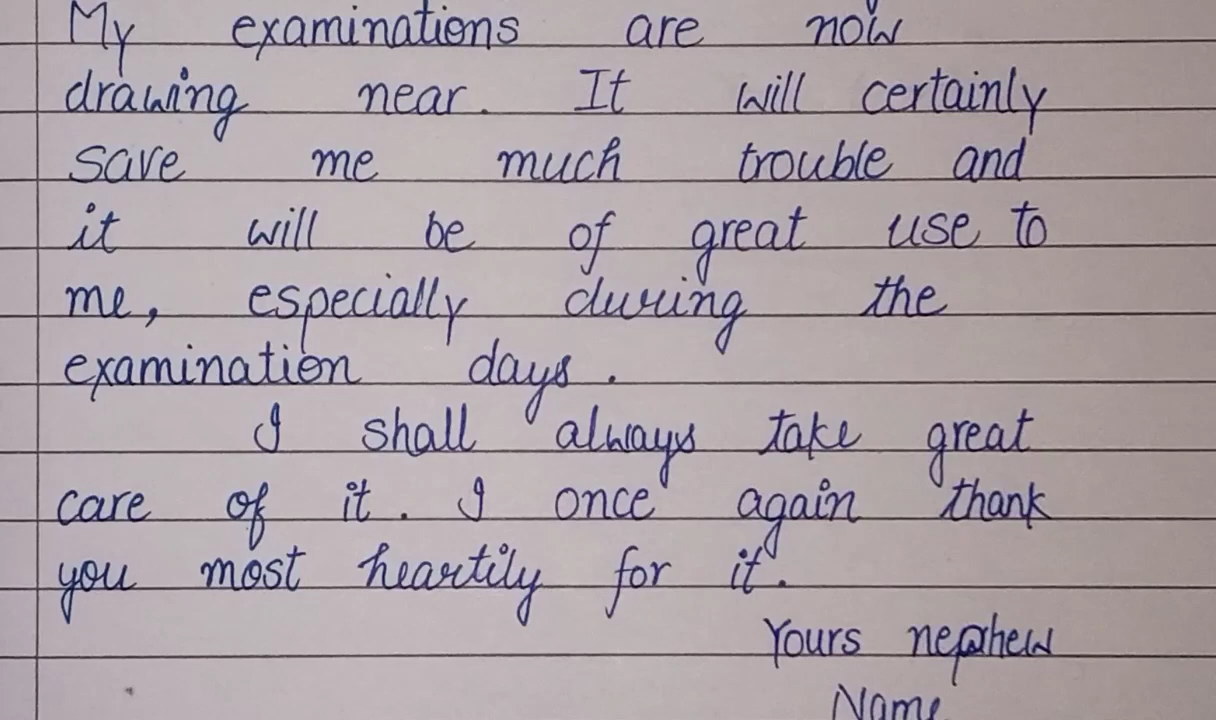 My examinations are now
drawing near. It will certainly
save me much trouble and
it will be of great use to
me, especially during the
examination days.
I shall always take great
care of it. I once again thank
you most heartily for it.
Yours nephew
Name